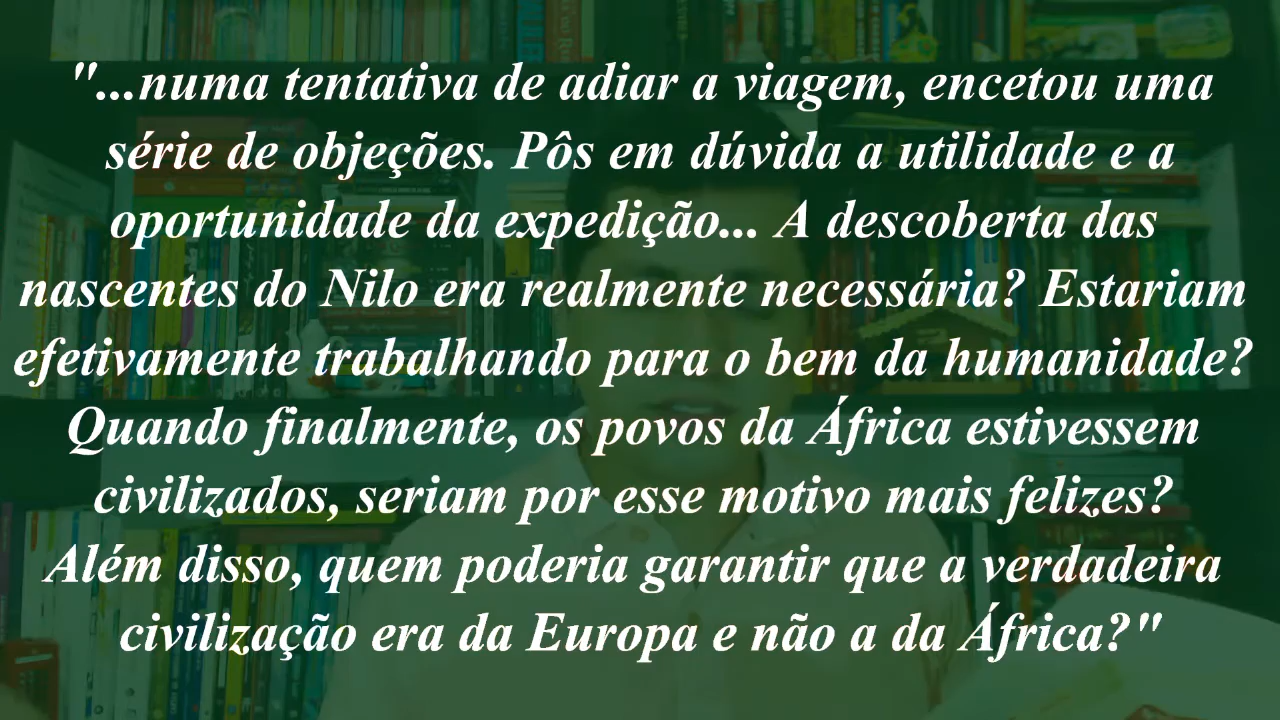 "...numa tentativa de adiar a viagem, encetou uma
série de objeções. Pôs em dúvida a utilidade e a
oportunidade da expedição... A descoberta das
nascentes do Nilo era realmente necessária? Estariam
efetivamente trabalhando para o bem da humanidade?
Quando finalmente, os povos da África estivessem
civilizados, seriam por esse motivo mais felizes?
Além disso, quem poderia garantir que a verdadeira
civilização era da Europa e não a da África?"